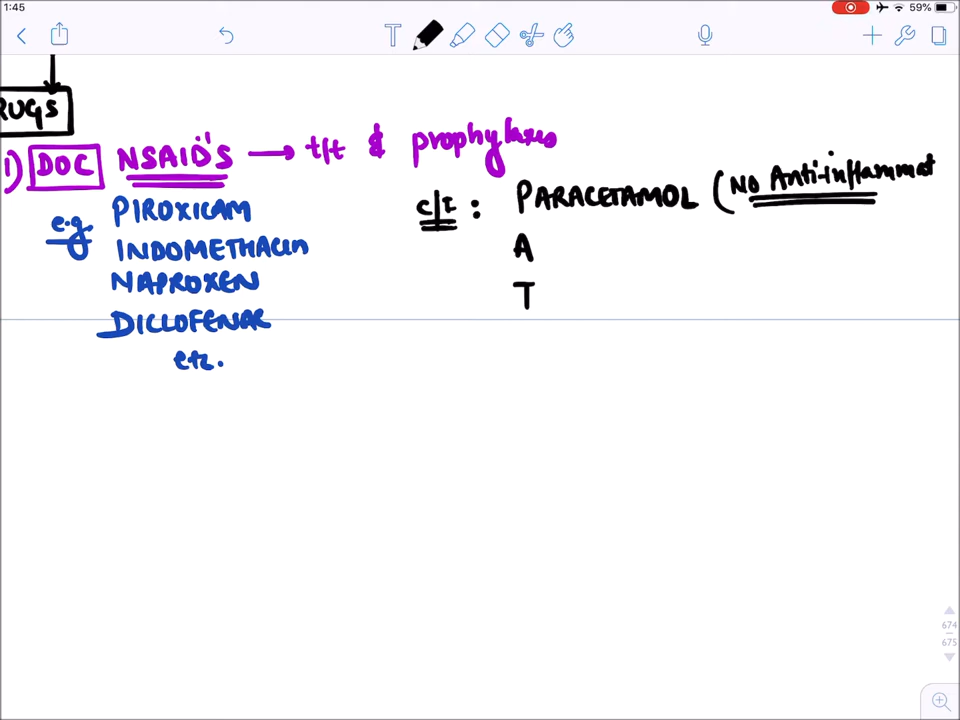 1:45
59%
T
RUGS
1) DOC NSAID'S → t/t & prophylaxis
e.g. PIROXICAM
INDOMETHACIN
NAPROXEN
DICLOFENAC
etc.
c/I : PARACETAMOL (No Anti-inflammat
A
T
674
675